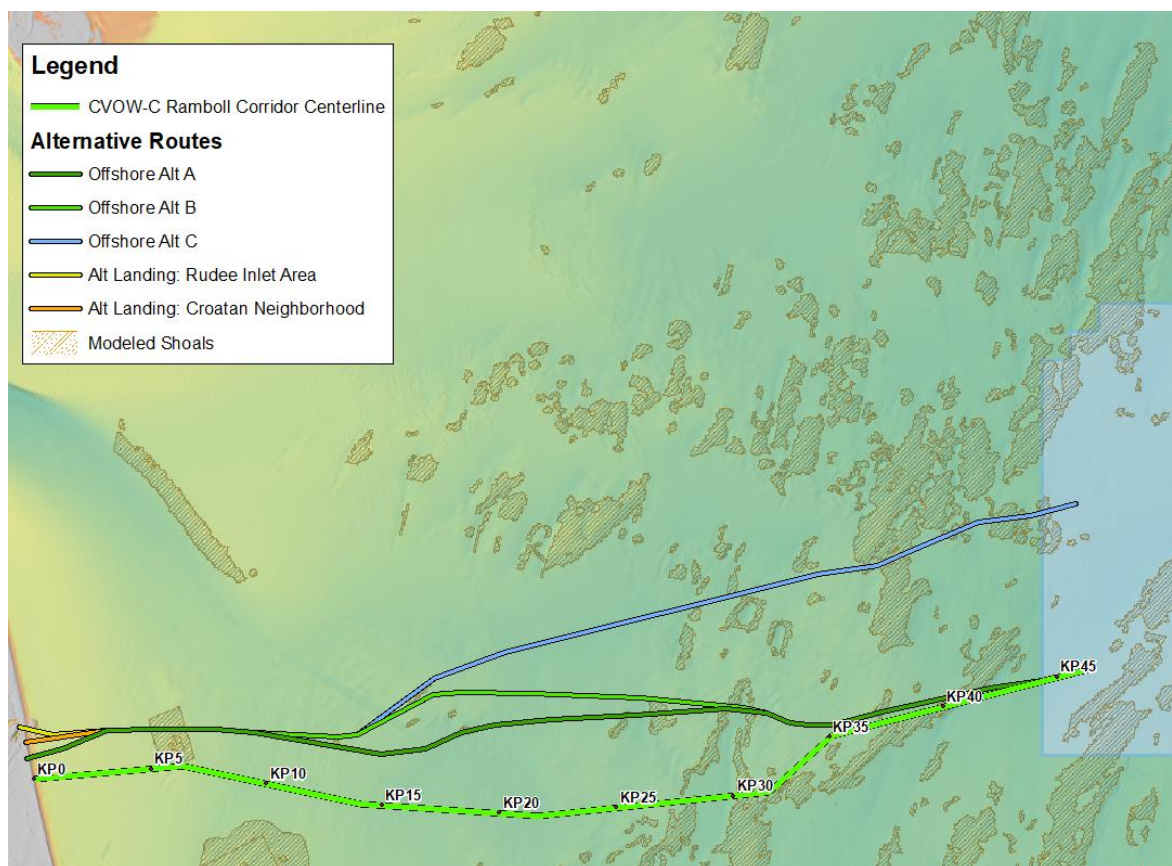 Legend
CVOW-C Ramboll Corridor Centerline
Alternative Routes
Offshore Alt A
Offshore Alt B
Offshore Alt C
Alt Landing: Rudee Inlet Area
Alt Landing: Croatan Neighborhood
Modeled Shoals
KP0
KP5
KP10
KP15
KP20
KP25
KP30
KP35
KP40
KP45